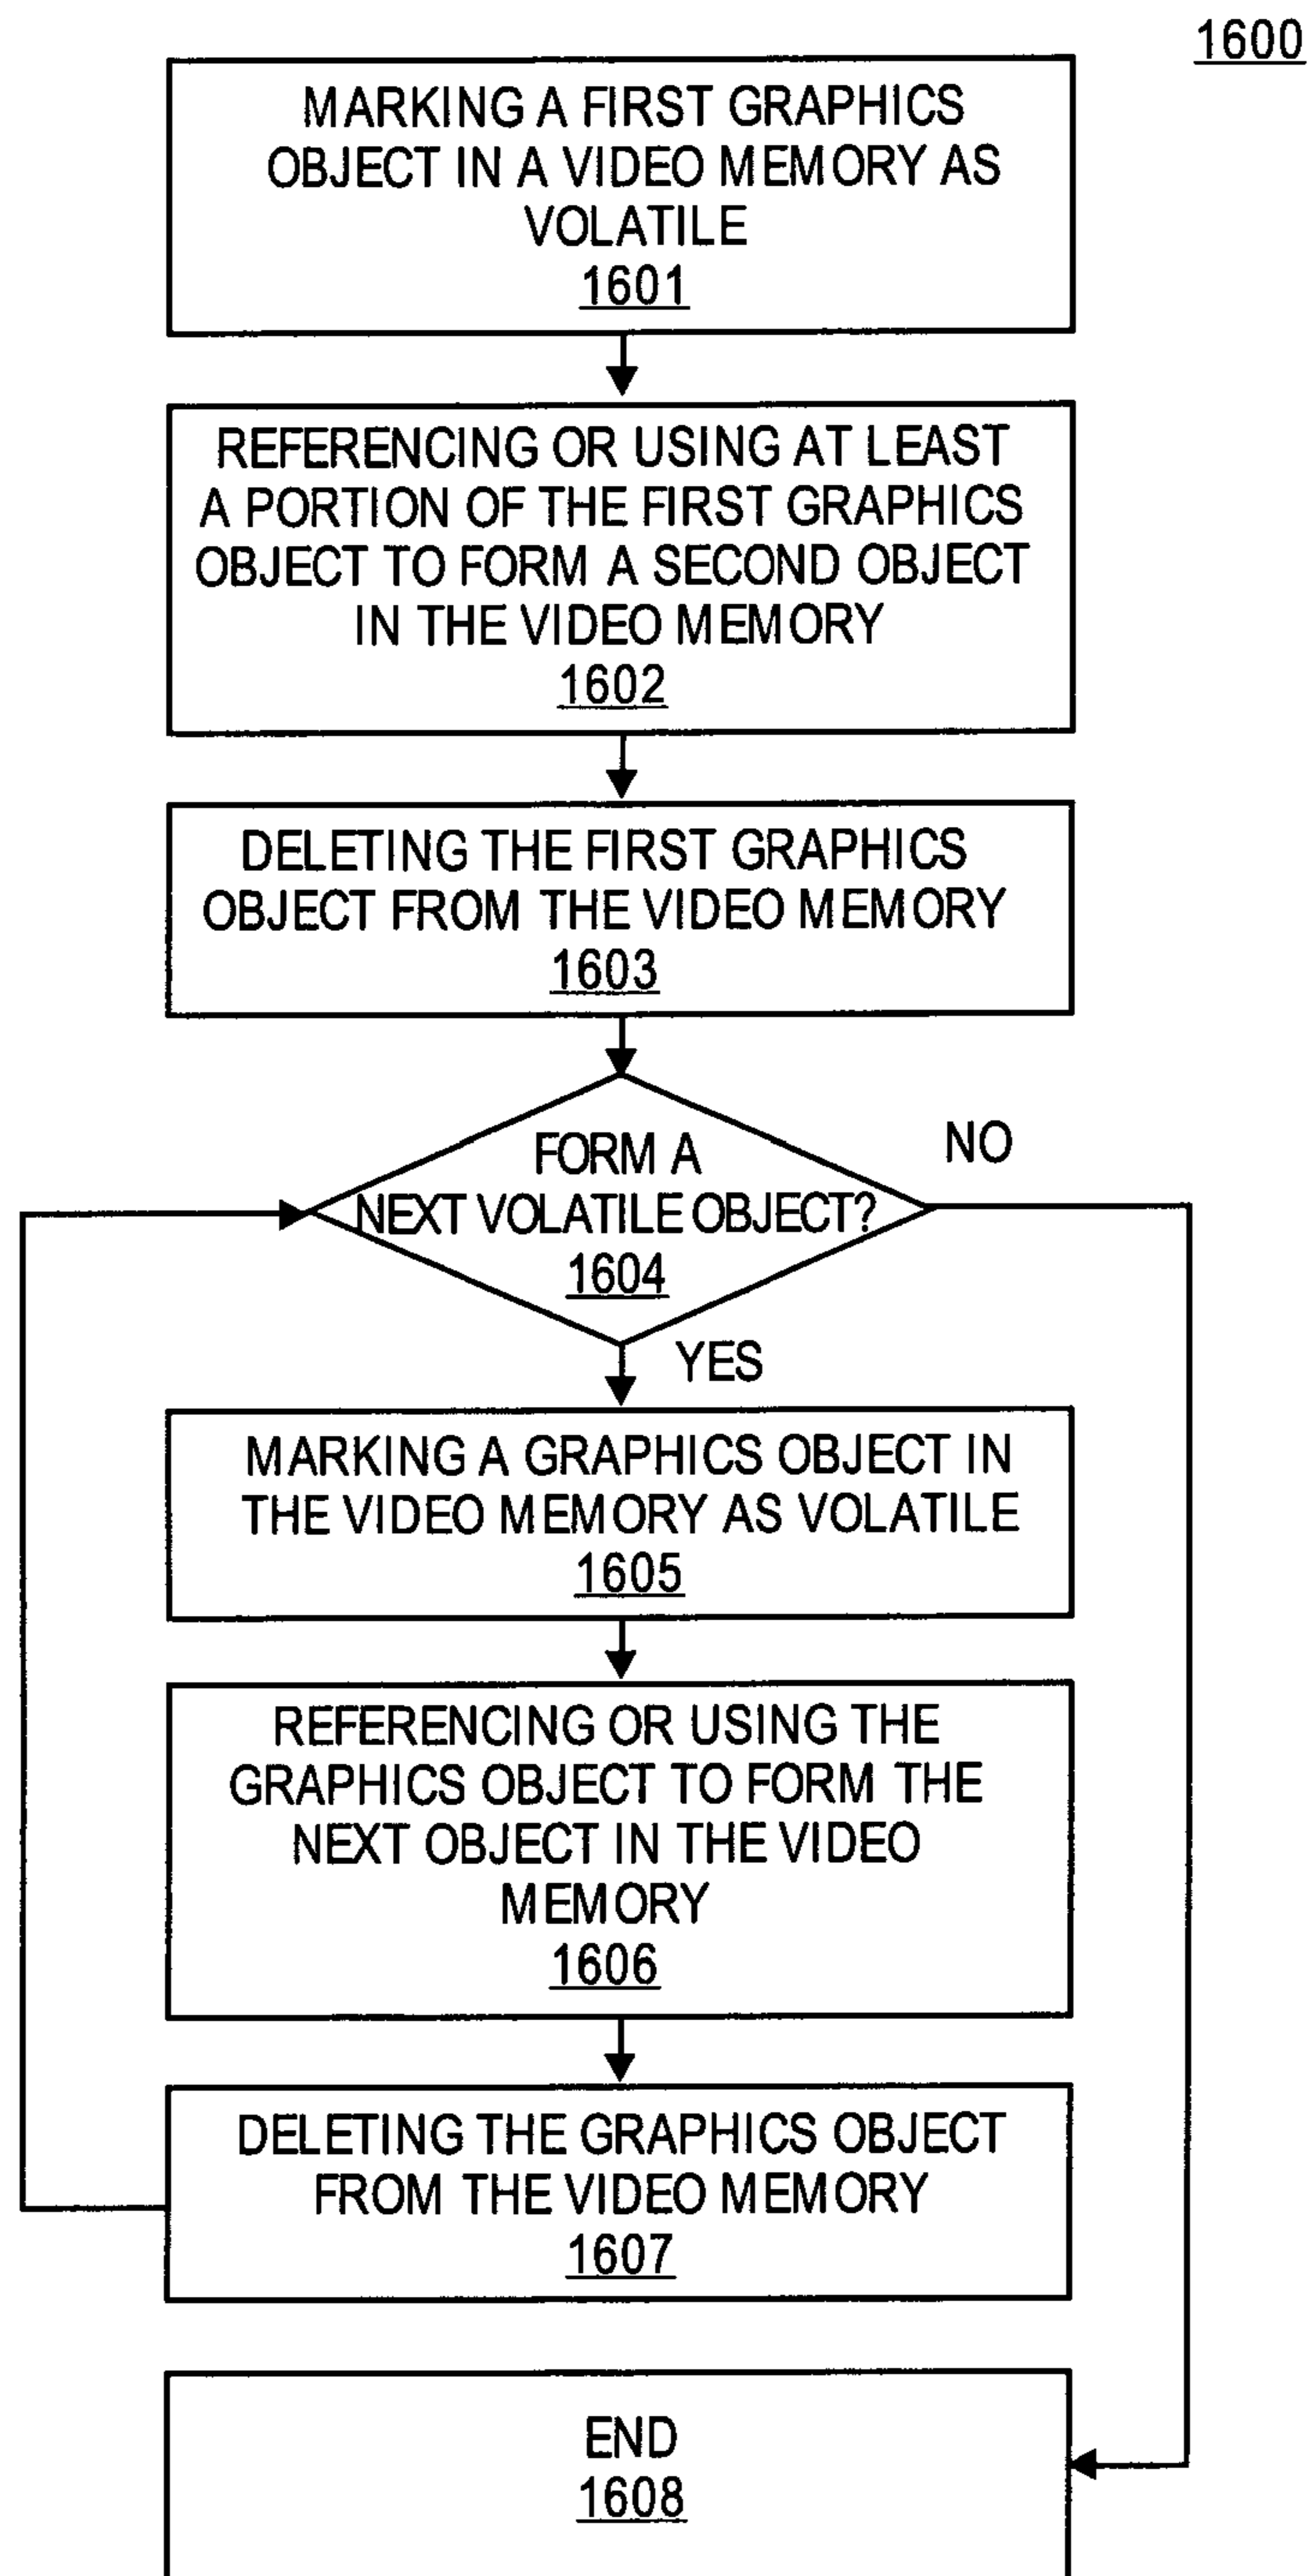 1600
MARKING A FIRST GRAPHICS
OBJECT IN A VIDEO MEMORY AS
VOLATILE
1601
REFERENCING OR USING AT LEAST
A PORTION OF THE FIRST GRAPHICS
OBJECT TO FORM A SECOND OBJECT
IN THE VIDEO MEMORY
1602
DELETING THE FIRST GRAPHICS
OBJECT FROM THE VIDEO MEMORY
1603
FORM A
NEXT VOLATILE OBJECT?
1604
NO
YES
MARKING A GRAPHICS OBJECT IN
THE VIDEO MEMORY AS VOLATILE
1605
REFERENCING OR USING THE
GRAPHICS OBJECT TO FORM THE
NEXT OBJECT IN THE VIDEO
MEMORY
1606
DELETING THE GRAPHICS OBJECT
FROM THE VIDEO MEMORY
1607
END
1608